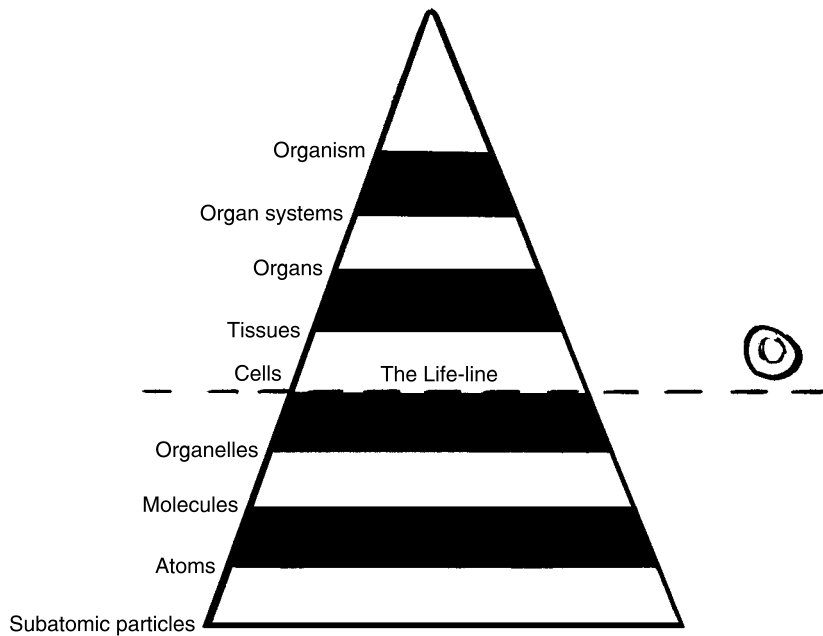 Organism
Organ systems
Organs
Tissues
Cells
The Life-line
Organelles
Molecules
Atoms
Subatomic particles